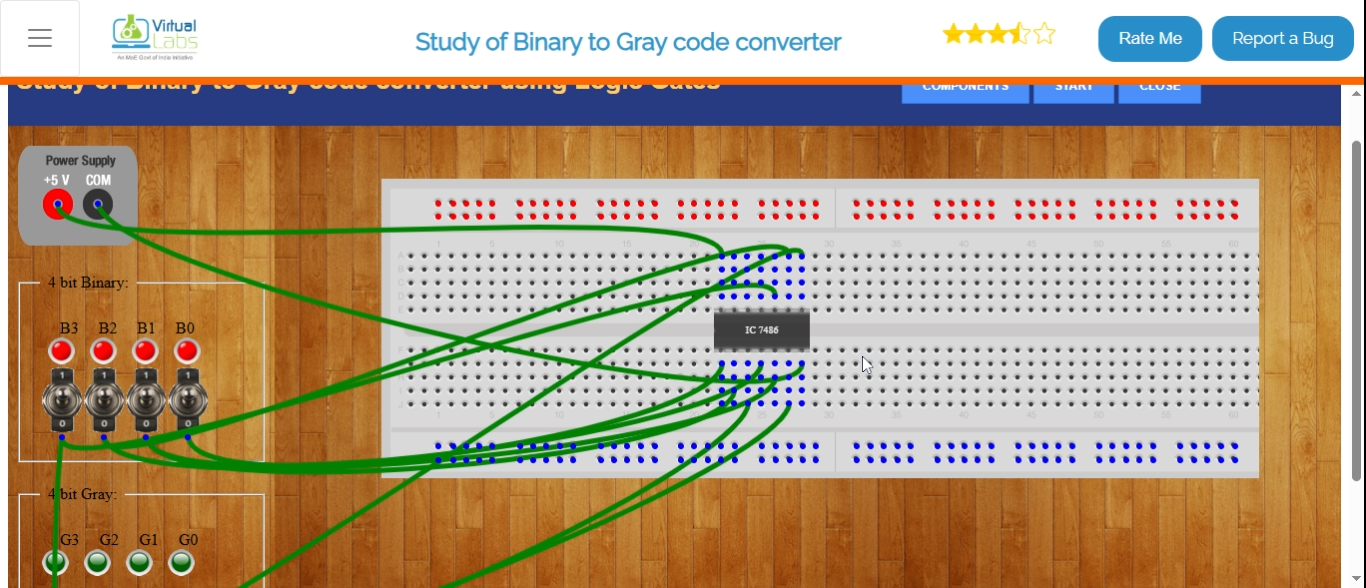 Virtual
Labs
An MoE Govt of India Initiative
Study of Binary to Gray code converter
Rate Me
Report a Bug
Study of Binary to Gray code converter using Logic Gates
COMPONENTS
START
CLOSE
Power Supply
+5 V COM
4 bit Binary:
B3 B2 B1 B0
1 1 1 1
0 0 0 0
4 bit Gray:
G3 G2 G1 G0
1 5 10 15 20 25 30 35 40 45 50 55 60
A
B
C
D
E
IC 7486
F
H
I
J
1 5 10 15 20 25 30 35 40 45 50 55 60